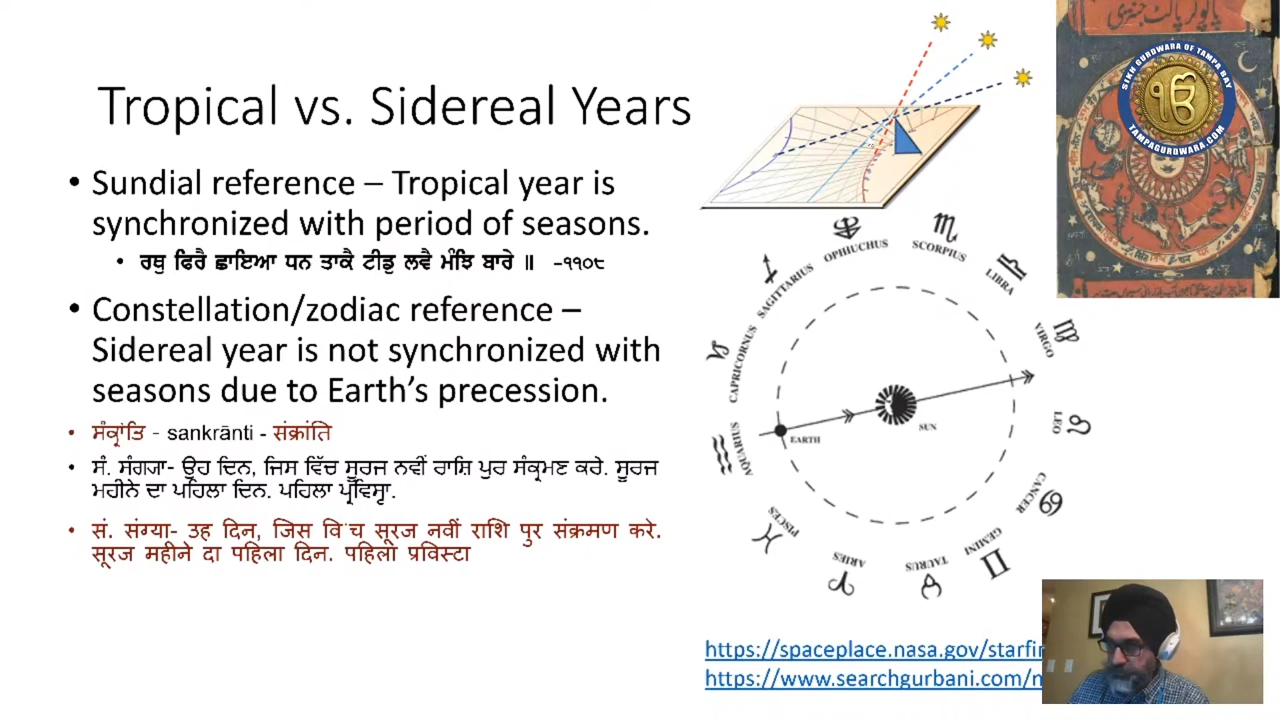 Tropical vs. Sidereal Years
• Sundial reference – Tropical year is
synchronized with period of seasons.
• ਰਥੁ ਫਿਰੈ ਛਾਇਆ ਧਨ ਤਾਕੈ ਟੀਡੁ ਲਵੈ ਮੰਝਿ ਬਾਰੇ ॥ -੧੧੦੮
• Constellation/zodiac reference –
Sidereal year is not synchronized with
seasons due to Earth's precession.
• ਸੰਕ੍ਰਾਂਤਿ - sankrānti - संक्रांति
• ਸੰ. ਸੰਗ੍ਯਾ- ਉਹ ਦਿਨ, ਜਿਸ ਵਿੱਚ ਸੂਰਜ ਨਵੀਂ ਰਾਸ਼ਿ ਪੁਰ ਸੰਕ੍ਰਮਣ ਕਰੇ. ਸੂਰਜ
ਮਹੀਨੇ ਦਾ ਪਹਿਲਾ ਦਿਨ. ਪਹਿਲਾ ਪ੍ਰਵਿਸ੍ਟਾ.
• सं. संग्या- उह दिन, जिस वि`च सूरज नवीं राशि पुर संक्रमण करे.
सूरज महीने दा पहिला दिन. पहिला प्रविस्टा
OPHIUCHUS
SCORPIUS
LIBRA
SAGITTARIUS
VIRGO
CAPRICORNUS
LEO
EARTH
SUN
AQUARIUS
CANCER
PISCES
GEMINI
ARIES
TAURUS
https://spaceplace.nasa.gov/starfi
https://www.searchgurbani.com/
SIKH GURDWARA OF TAMPA BAY
ੴ
TAMPAGURDWARA.COM